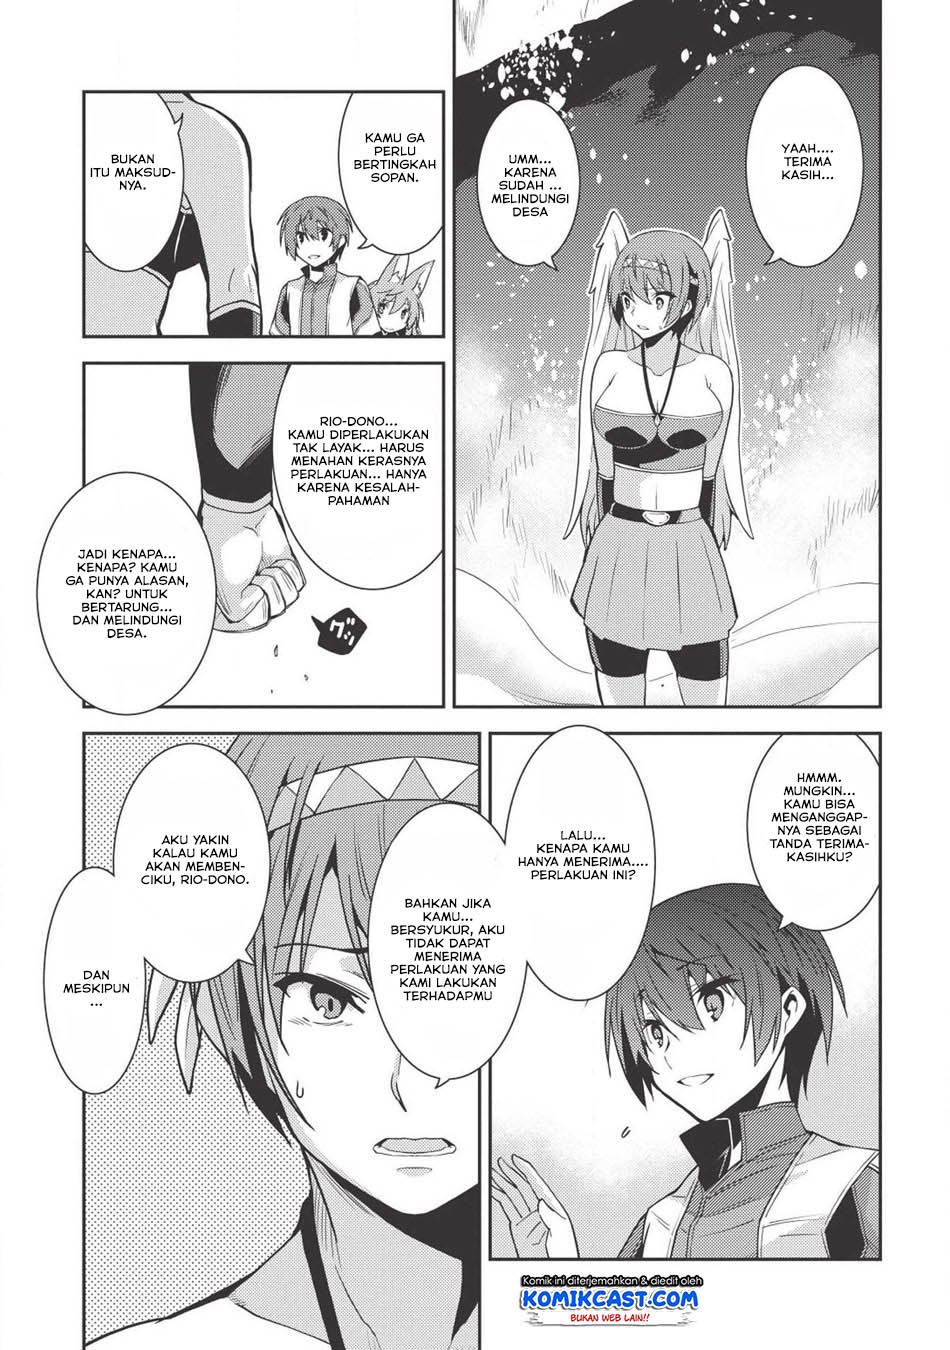 YAAH....
TERIMA
KASIH...
UMM...
KARENA
SUDAH ...
MELINDUNGI
DESA
KAMU GA
PERLU
BERTINGKAH
SOPAN.
BUKAN
ITU MAKSUD-
NYA.
RIO-DONO...
KAMU DIPERLAKUKAN
TAK LAYAK... HARUS
MENAHAN KERASNYA
PERLAKUAN... HANYA
KARENA KESALAH-
PAHAMAN
JADI KENAPA...
KENAPA? KAMU
GA PUNYA ALASAN,
KAN? UNTUK
BERTARUNG...
DAN MELINDUNGI
DESA.
グッ
HMMM.
MUNGKIN...
KAMU BISA
MENGANGGAP-
NYA SEBAGAI
TANDA TERIMA-
KASIHKU?
LALU...
KENAPA KAMU
HANYA MENERIMA....
PERLAKUAN INI?
BAHKAN JIKA
KAMU...
BERSYUKUR, AKU
TIDAK DAPAT
MENERIMA
PERLAKUAN YANG
KAMI LAKUKAN
TERHADAPMU
AKU YAKIN
KALAU KAMU
AKAN MEMBEN-
CIKU, RIO-DONO.
DAN
MESKIPUN
...
Komik ini diterjemahkan & diedit oleh
KOMIKCAST.COM
BUKAN WEB LAIN!!